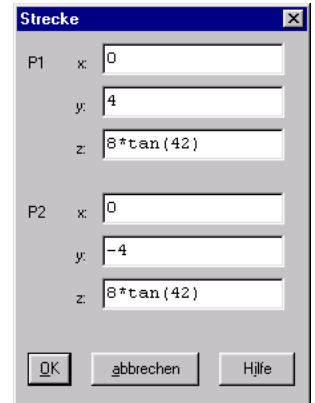 Strecke
P1 x: 0
y: 4
z: 8*tan(42)
P2 x: 0
y: -4
z: 8*tan(42)
OK abbrechen Hilfe